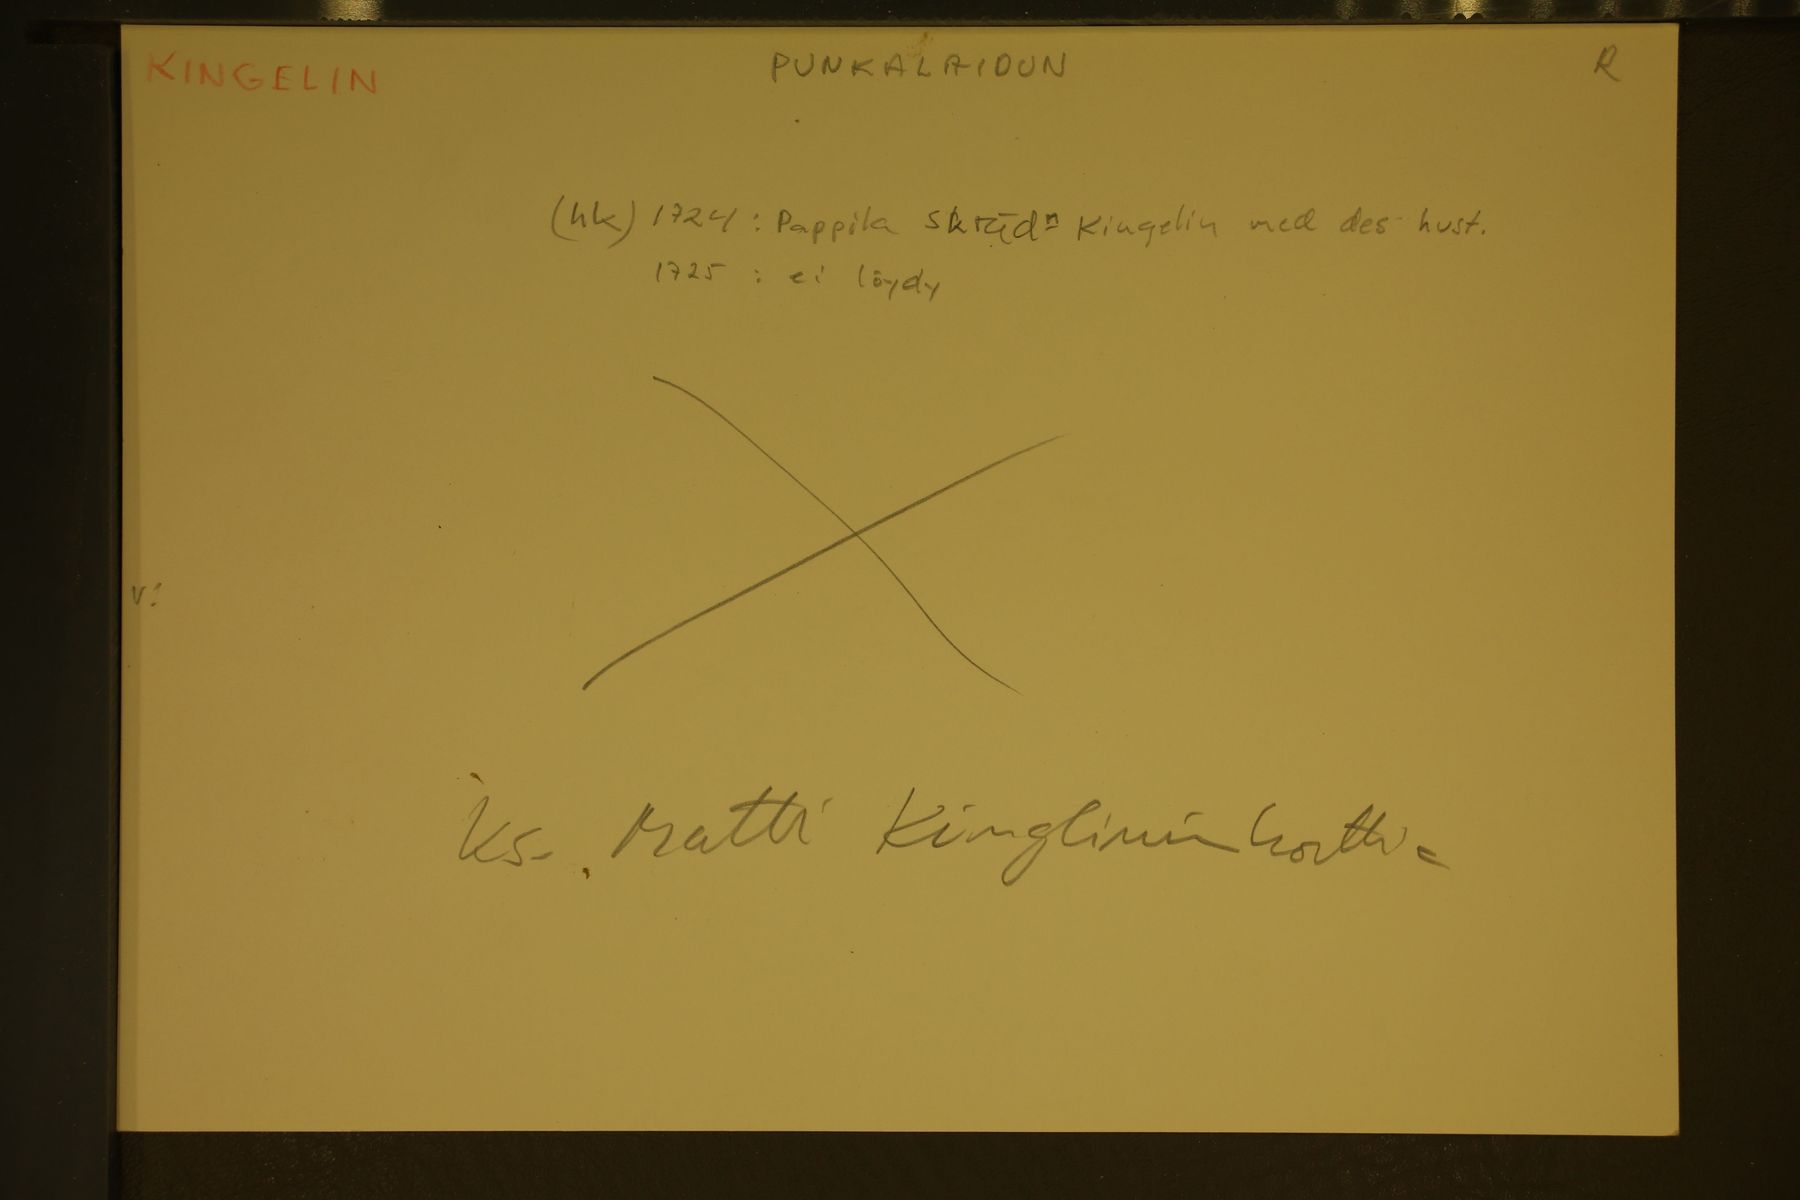 KINGELIN PUNKALAIDUN R
(hk) 1724 : Pappila skrädn Kingelin med des hust.
1725 : ei löydy
v:
ks. Matti Kinglinin kortti